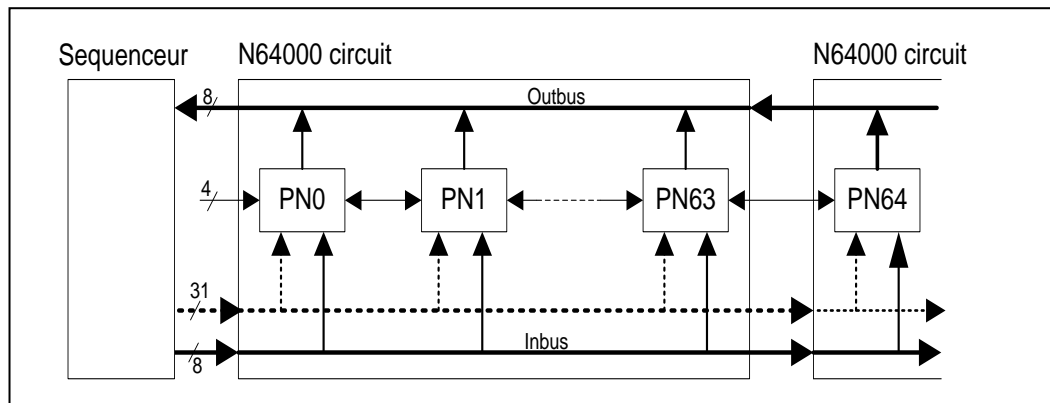 Sequenceur
N64000 circuit
N64000 circuit
8
Outbus
4
PN0
PN1
PN63
PN64
31
Inbus
8